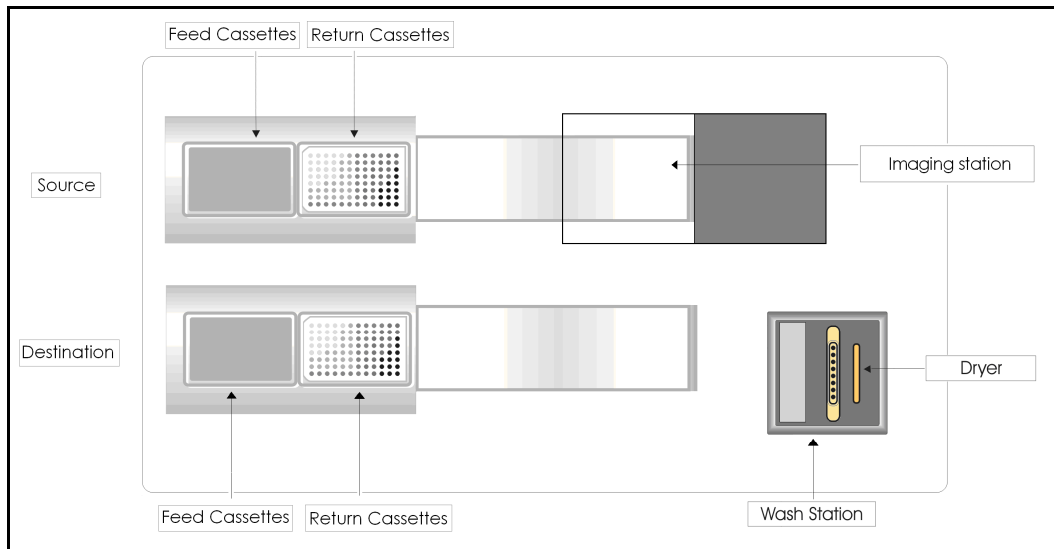 Feed Cassettes
Return Cassettes
Imaging station
Source
Destination
Dryer
Feed Cassettes
Return Cassettes
Wash Station